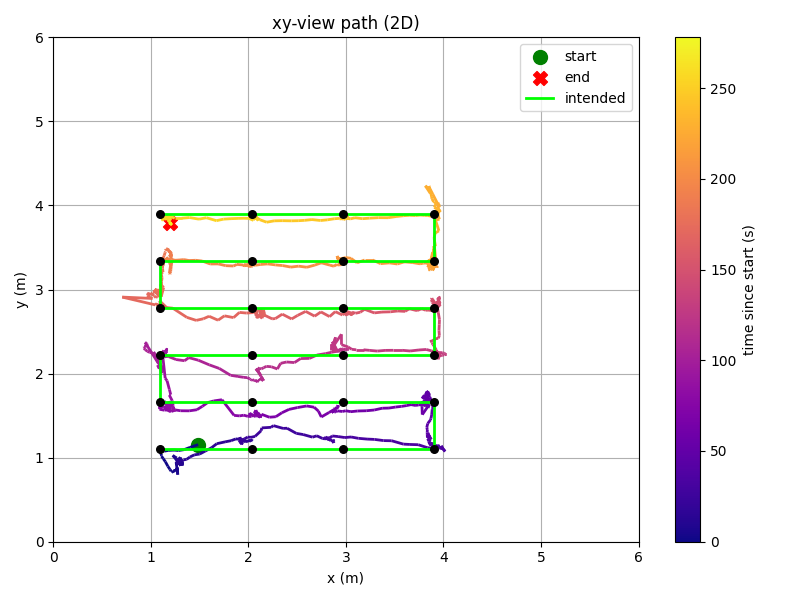 xy-view path (2D)
start
end
intended
6
5
4
3
2
1
0
0 1 2 3 4 5 6
x (m)
y (m)
250
200
150
100
50
0
time since start (s)